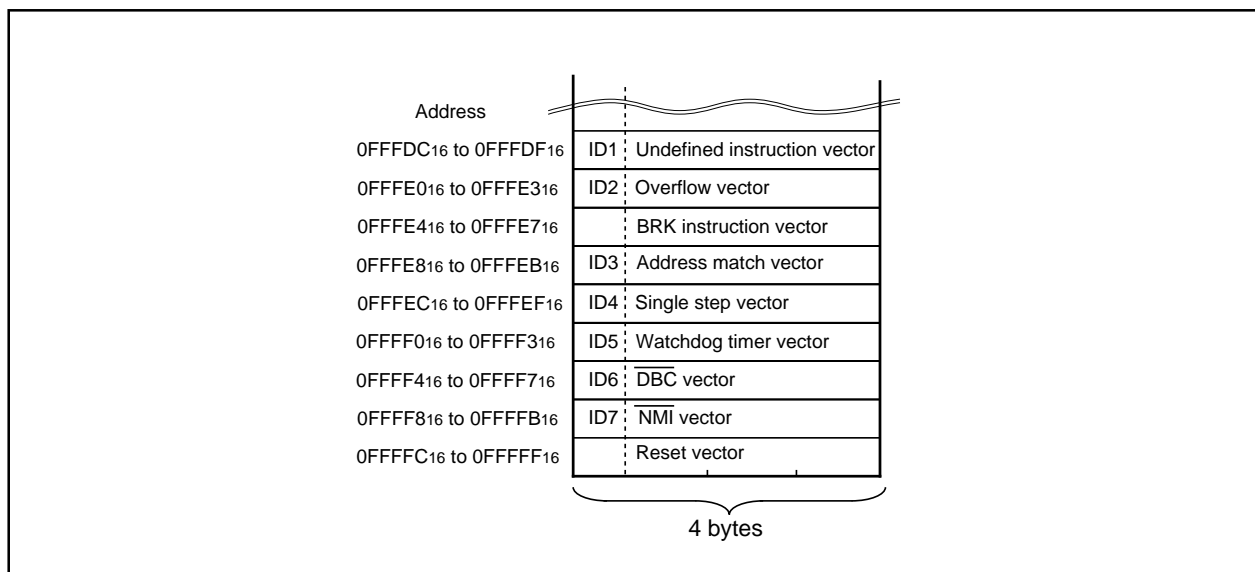 Address
0FFFDC16 to 0FFFDF16 ID1 Undefined instruction vector
0FFFE016 to 0FFFE316 ID2 Overflow vector
0FFFE416 to 0FFFE716 BRK instruction vector
0FFFE816 to 0FFFEB16 ID3 Address match vector
0FFFEC16 to 0FFFEF16 ID4 Single step vector
0FFFF016 to 0FFFF316 ID5 Watchdog timer vector
0FFFF416 to 0FFFF716 ID6 DBC vector
0FFFF816 to 0FFFFB16 ID7 NMI vector
0FFFFC16 to 0FFFFF16 Reset vector
4 bytes